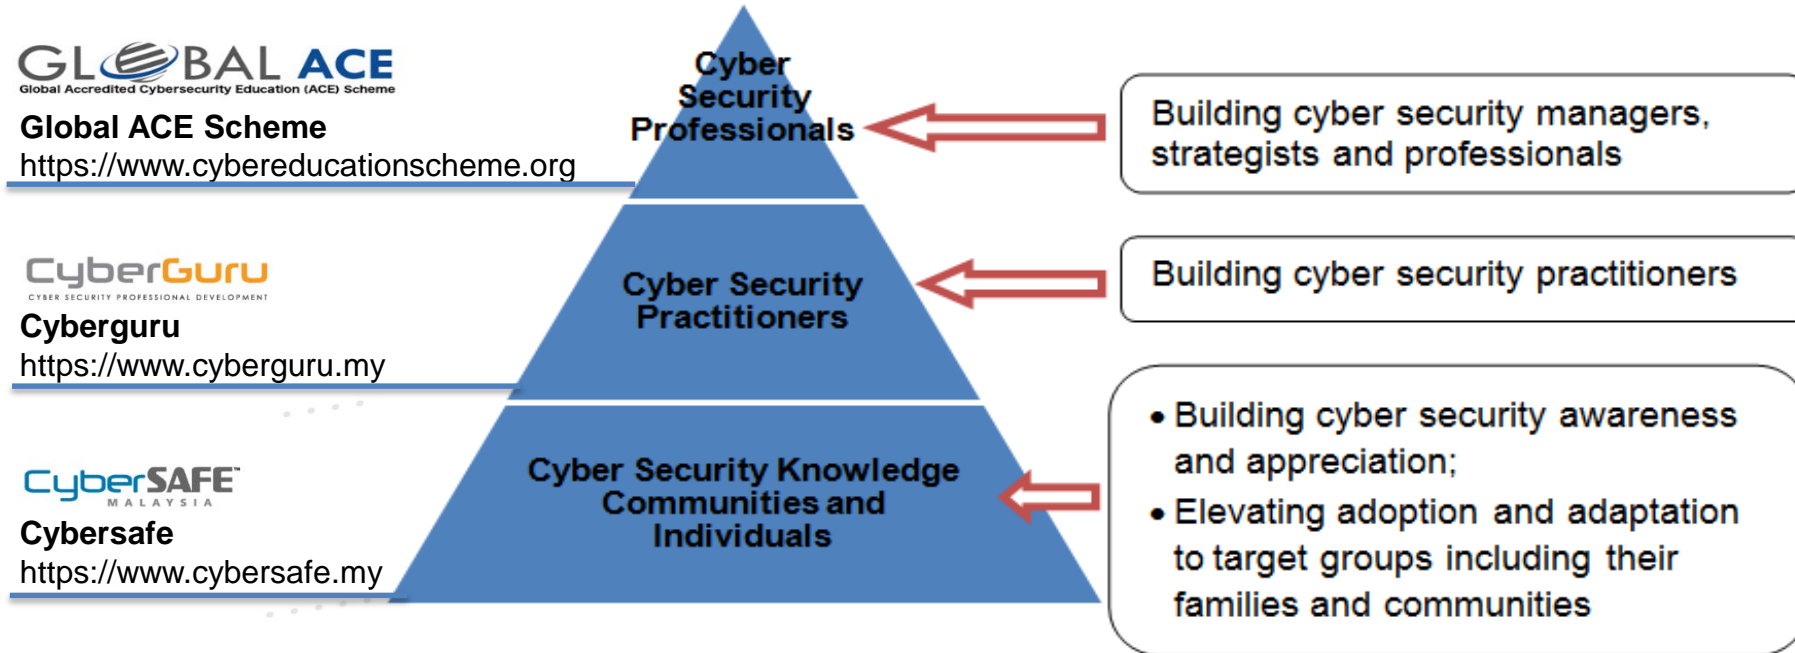 GLOBAL ACE
Global Accredited Cybersecurity Education (ACE) Scheme
Global ACE Scheme
https://www.cybereducationscheme.org
CyberGuru
CYBER SECURITY PROFESSIONAL DEVELOPMENT
Cyberguru
https://www.cyberguru.my
CyberSAFE™
MALAYSIA
Cybersafe
https://www.cybersafe.my
Cyber
Security
Professionals
Cyber Security
Practitioners
Cyber Security Knowledge
Communities and
Individuals
Building cyber security managers,
strategists and professionals
Building cyber security practitioners
• Building cyber security awareness
and appreciation;
• Elevating adoption and adaptation
to target groups including their
families and communities